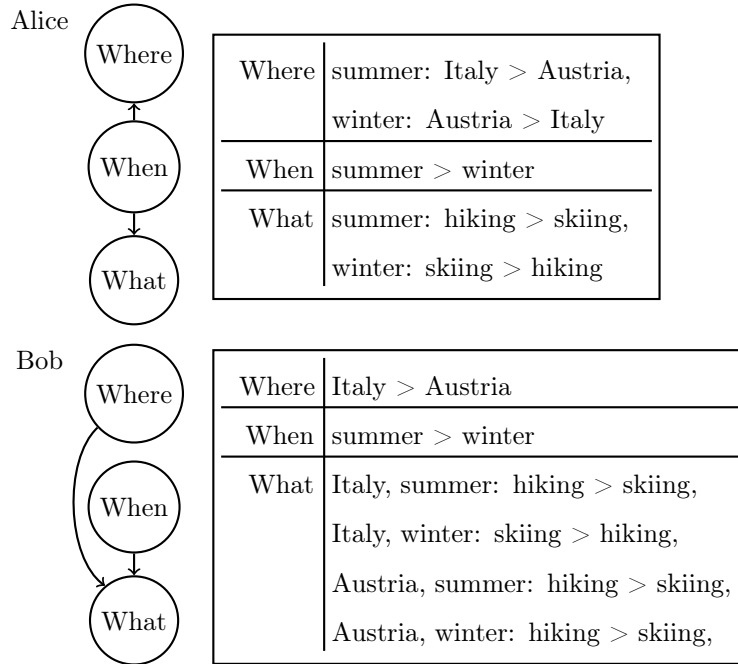 Alice
Where
When
What
Where summer: Italy > Austria,
winter: Austria > Italy
When summer > winter
What summer: hiking > skiing,
winter: skiing > hiking
Bob
Where
When
What
Where Italy > Austria
When summer > winter
What Italy, summer: hiking > skiing,
Italy, winter: skiing > hiking,
Austria, summer: hiking > skiing,
Austria, winter: hiking > skiing,